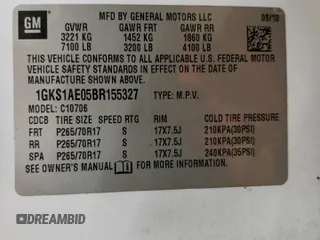 GM
MFD BY GENERAL MOTORS LLC 09/10
GVWR GAWR FRT GAWR RR
3221 KG 1452 KG 1860 KG
7100 LB 3200 LB 4100 LB
THIS VEHICLE CONFORMS TO ALL APPLICABLE U.S. FEDERAL MOTOR
VEHICLE SAFETY STANDARDS IN EFFECT ON THE DATE OF
MANUFACTURE SHOWN ABOVE.
1GKS1AE05BR155327 TYPE: M.P.V.
MODEL: C10706
CDCB TIRE SIZE SPEED RTG RIM COLD TIRE PRESSURE
FRT P265/70R17 S 17X7.5J 210KPA(30PSI)
RR P265/70R17 S 17X7.5J 210KPA(30PSI)
SPA P265/70R17 S 17X7.5J 240KPA(35PSI)
SEE OWNER'S MANUAL FOR MORE INFORMATION.
DREAMBID